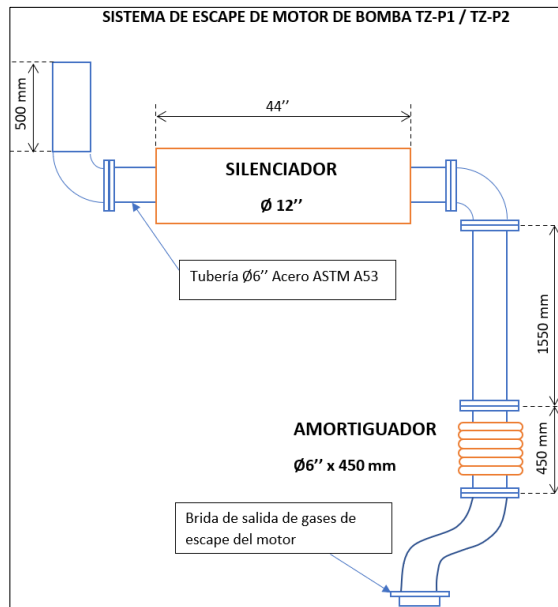 SISTEMA DE ESCAPE DE MOTOR DE BOMBA TZ-P1 / TZ-P2
500 mm
44’’
SILENCIADOR
Ø 12’’
Tubería Ø6’’ Acero ASTM A53
1550 mm
AMORTIGUADOR
Ø6’’ x 450 mm
450 mm
Brida de salida de gases de
escape del motor